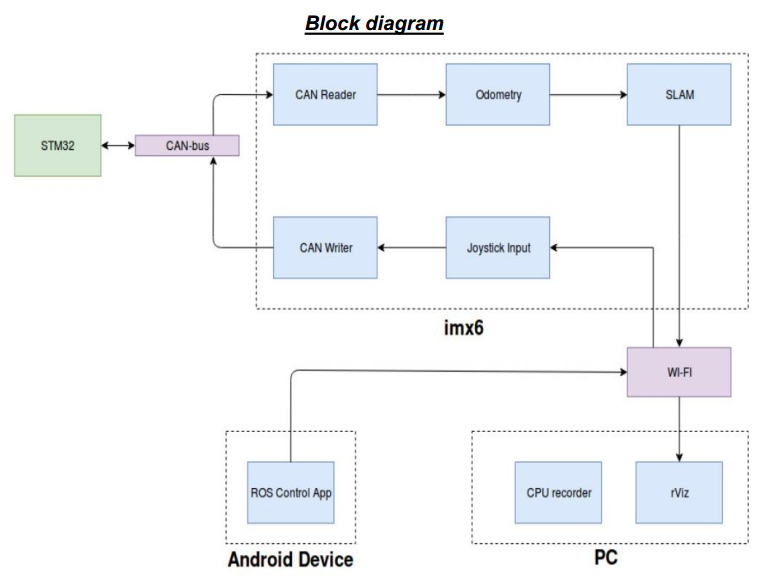 Block diagram
CAN Reader
Odometry
SLAM
STM32
CAN-bus
CAN Writer
Joystick Input
imx6
WI-FI
ROS Control App
CPU recorder
rViz
Android Device
PC